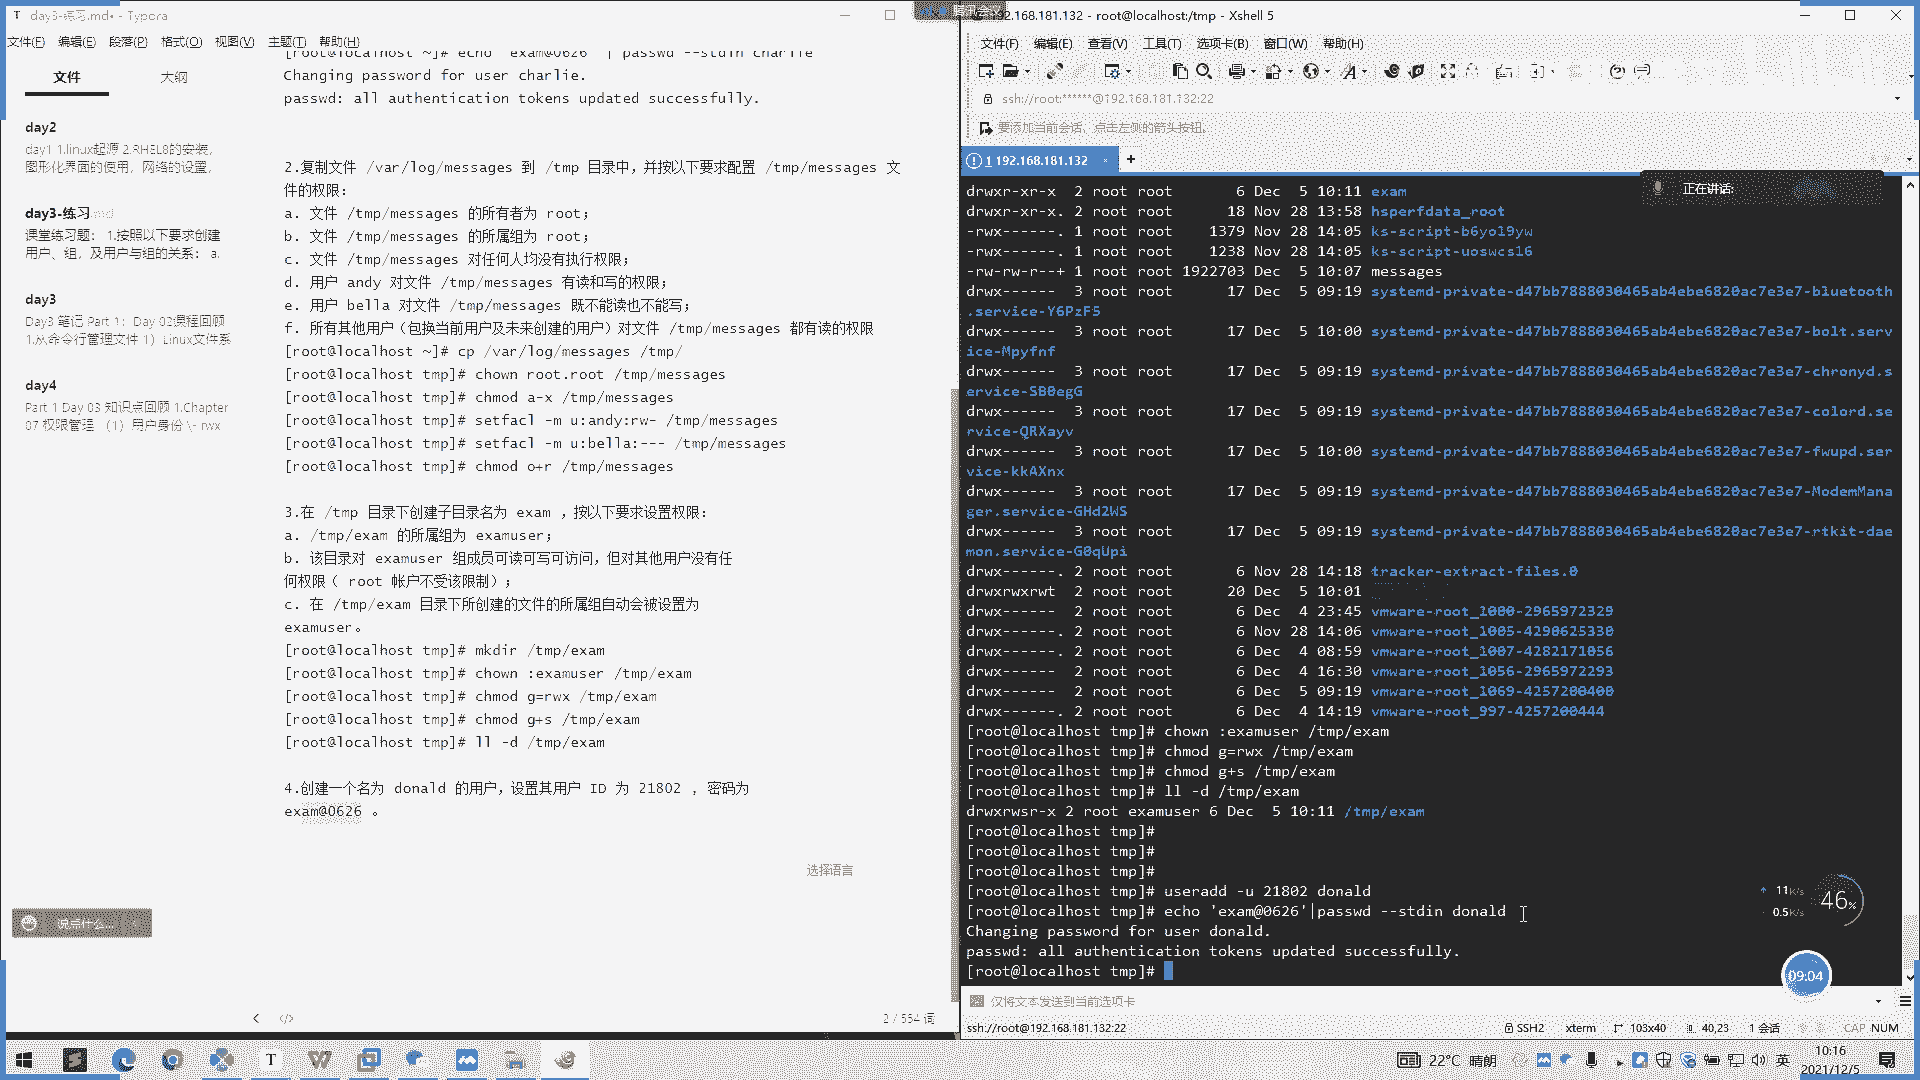 day3-练习.md• - Typora
文件(F) 编辑(E) 段落(P) 格式(O) 视图(V) 主题(T) 帮助(H)
文件 大纲
day2
day1 1.linux起源 2.RHEL8的安装,
图形化界面的使用, 网络的设置,
day3-练习.md
课堂练习题： 1.按照以下要求创建
用户、组，及用户与组的关系： a.
day3
Day3 笔记 Part 1：Day 02课程回顾
1.从命令行管理文件 1）Linux文件系
day4
Part 1 Day 03 知识点回顾 1.Chapter
07 权限管理 （1）用户身份 \- rwx
说点什么...
[root@localhost ~]# echo 'exam@0626' | passwd --stdin charlie
Changing password for user charlie.
passwd: all authentication tokens updated successfully.
2.复制文件 /var/log/messages 到 /tmp 目录中，并按以下要求配置 /tmp/messages 文
件的权限：
a. 文件 /tmp/messages 的所有者为 root；
b. 文件 /tmp/messages 的所属组为 root；
c. 文件 /tmp/messages 对任何人均没有执行权限；
d. 用户 andy 对文件 /tmp/messages 有读和写的权限；
e. 用户 bella 对文件 /tmp/messages 既不能读也不能写；
f. 所有其他用户（包换当前用户及未来创建的用户）对文件 /tmp/messages 都有读的权限
[root@localhost ~]# cp /var/log/messages /tmp/
[root@localhost tmp]# chown root.root /tmp/messages
[root@localhost tmp]# chmod a-x /tmp/messages
[root@localhost tmp]# setfacl -m u:andy:rw- /tmp/messages
[root@localhost tmp]# setfacl -m u:bella:--- /tmp/messages
[root@localhost tmp]# chmod o+r /tmp/messages
3.在 /tmp 目录下创建子目录名为 exam ，按以下要求设置权限：
a. /tmp/exam 的所属组为 examuser；
b. 该目录对 examuser 组成员可读可写可访问，但对其他用户没有任
何权限（ root 帐户不受该限制）；
c. 在 /tmp/exam 目录下所创建的文件的所属组自动会被设置为
examuser。
[root@localhost tmp]# mkdir /tmp/exam
[root@localhost tmp]# chown :examuser /tmp/exam
[root@localhost tmp]# chmod g=rwx /tmp/exam
[root@localhost tmp]# chmod g+s /tmp/exam
[root@localhost tmp]# ll -d /tmp/exam
4.创建一个名为 donald 的用户，设置其用户 ID 为 21802 ，密码为
exam@0626 。
选择语言
2 / 554 词
192.168.181.132 - root@localhost:/tmp - Xshell 5
文件(F) 编辑(E) 查看(V) 工具(T) 选项卡(B) 窗口(W) 帮助(H)
ssh://root:******@192.168.181.132:22
要添加当前会话，点击左侧的箭头按钮。
1 192.168.181.132
正在讲话:
drwxr-xr-x 2 root root 6 Dec 5 10:11 exam
drwxr-xr-x. 2 root root 18 Nov 28 13:58 hsperfdata_root
-rwx------. 1 root root 1379 Nov 28 14:05 ks-script-b6yol9yw
-rwx------. 1 root root 1238 Nov 28 14:05 ks-script-uoswcs16
-rw-rw-r--+ 1 root root 1922703 Dec 5 10:07 messages
drwx------ 3 root root 17 Dec 5 09:19 systemd-private-d47bb7888030465ab4ebe6820ac7e3e7-bluetooth
.service-Y6PzF5
drwx------ 3 root root 17 Dec 5 10:00 systemd-private-d47bb7888030465ab4ebe6820ac7e3e7-bolt.serv
ice-Mpyfnf
drwx------ 3 root root 17 Dec 5 09:19 systemd-private-d47bb7888030465ab4ebe6820ac7e3e7-chronyd.s
ervice-SB0egG
drwx------ 3 root root 17 Dec 5 09:19 systemd-private-d47bb7888030465ab4ebe6820ac7e3e7-colord.se
rvice-QRXayv
drwx------ 3 root root 17 Dec 5 10:00 systemd-private-d47bb7888030465ab4ebe6820ac7e3e7-fwupd.ser
vice-kkAXnx
drwx------ 3 root root 17 Dec 5 09:19 systemd-private-d47bb7888030465ab4ebe6820ac7e3e7-ModemMana
ger.service-GHd2WS
drwx------ 3 root root 17 Dec 5 09:19 systemd-private-d47bb7888030465ab4ebe6820ac7e3e7-rtkit-dae
mon.service-G0qUpi
drwx------. 2 root root 6 Nov 28 14:18 tracker-extract-files.0
drwxrwxrwt 2 root root 20 Dec 5 10:01
drwx------ 2 root root 6 Dec 4 23:45 vmware-root_1000-2965972329
drwx------. 2 root root 6 Nov 28 14:06 vmware-root_1005-4290625330
drwx------. 2 root root 6 Dec 4 08:59 vmware-root_1007-4282171056
drwx------ 2 root root 6 Dec 4 16:30 vmware-root_1056-2965972293
drwx------ 2 root root 6 Dec 5 09:19 vmware-root_1069-4257200400
drwx------. 2 root root 6 Dec 4 14:19 vmware-root_997-4257200444
[root@localhost tmp]# chown :examuser /tmp/exam
[root@localhost tmp]# chmod g=rwx /tmp/exam
[root@localhost tmp]# chmod g+s /tmp/exam
[root@localhost tmp]# ll -d /tmp/exam
drwxrwsr-x 2 root examuser 6 Dec 5 10:11 /tmp/exam
[root@localhost tmp]#
[root@localhost tmp]#
[root@localhost tmp]#
[root@localhost tmp]# useradd -u 21802 donald
[root@localhost tmp]# echo 'exam@0626'|passwd --stdin donald
Changing password for user donald.
passwd: all authentication tokens updated successfully.
[root@localhost tmp]#
11K/s
0.5K/s
46%
09:04
仅将文本发送到当前选项卡
ssh://root@192.168.181.132:22 SSH2 xterm 103x40 40,23 1 会话 CAP NUM
22°C 晴朗 英 10:16
2021/12/5